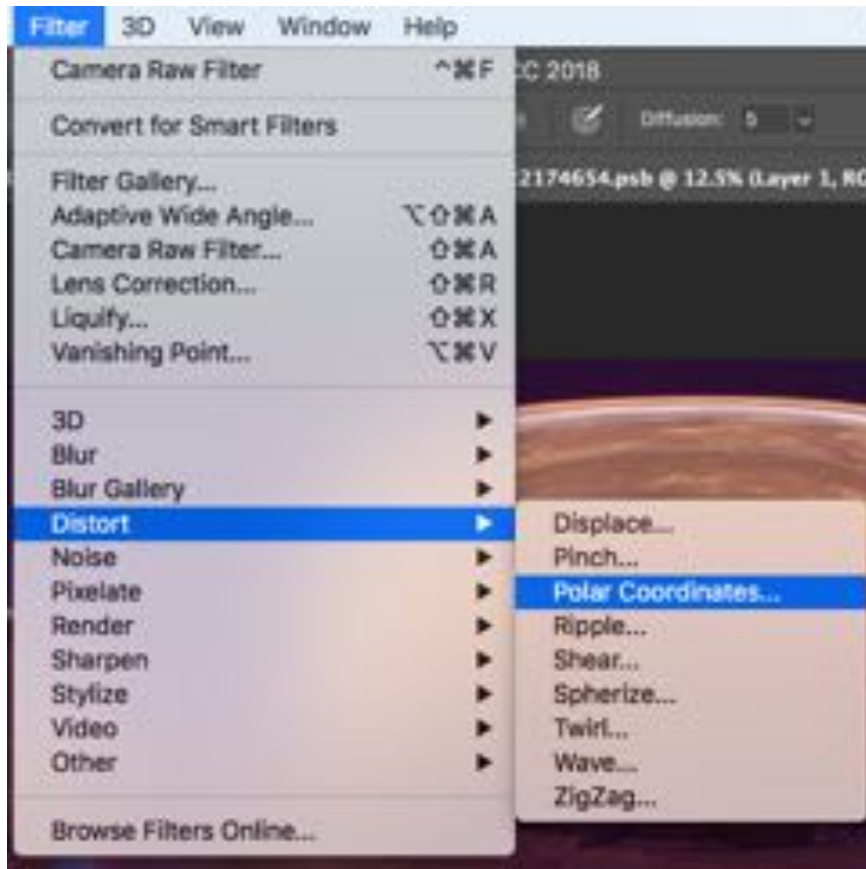 Filter 3D View Window Help
Camera Raw Filter ^⌘F
CC 2018
Convert for Smart Filters
Diffusion: 5
Filter Gallery...
2174654.psb @ 12.5% (Layer 1, RG
Adaptive Wide Angle... ⌥⇧⌘A
Camera Raw Filter... ⇧⌘A
Lens Correction... ⇧⌘R
Liquify... ⇧⌘X
Vanishing Point... ⌥⌘V
3D
Blur
Blur Gallery
Distort
Noise
Pixelate
Render
Sharpen
Stylize
Video
Other
Browse Filters Online...
Displace...
Pinch...
Polar Coordinates...
Ripple...
Shear...
Spherize...
Twirl...
Wave...
ZigZag...